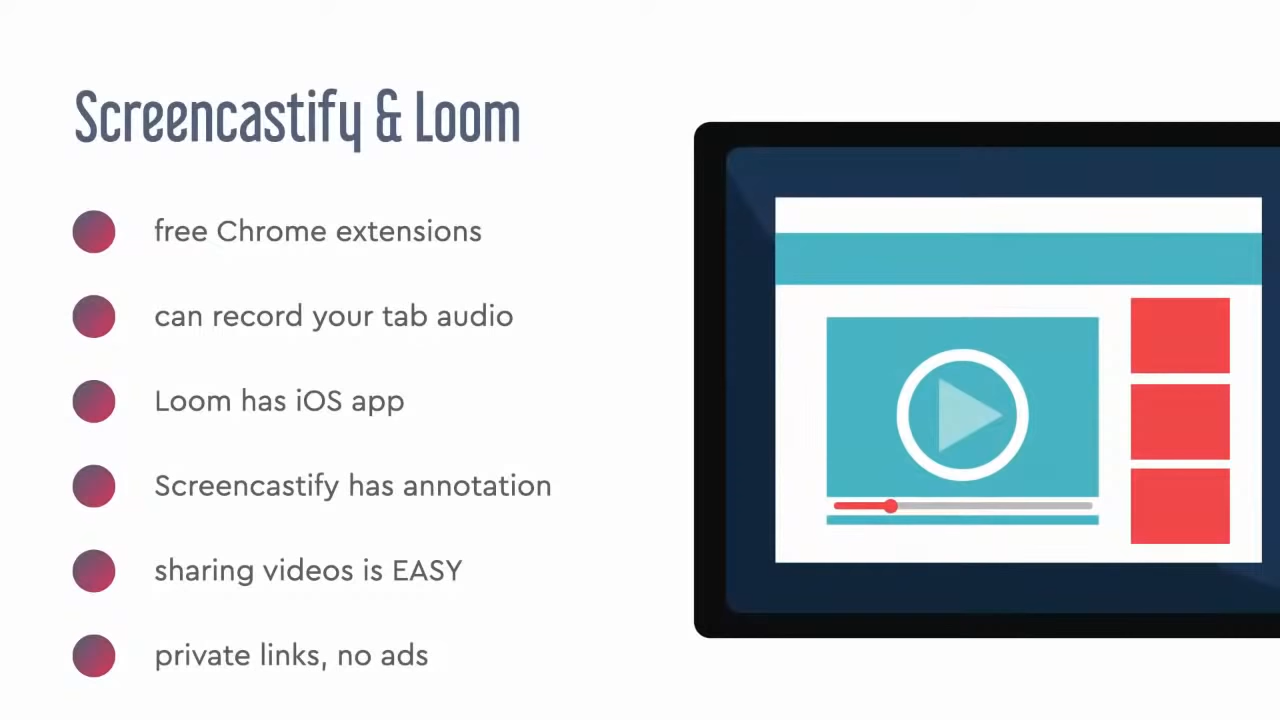 Screencastify & Loom
free Chrome extensions
can record your tab audio
Loom has iOS app
Screencastify has annotation
sharing videos is EASY
private links, no ads